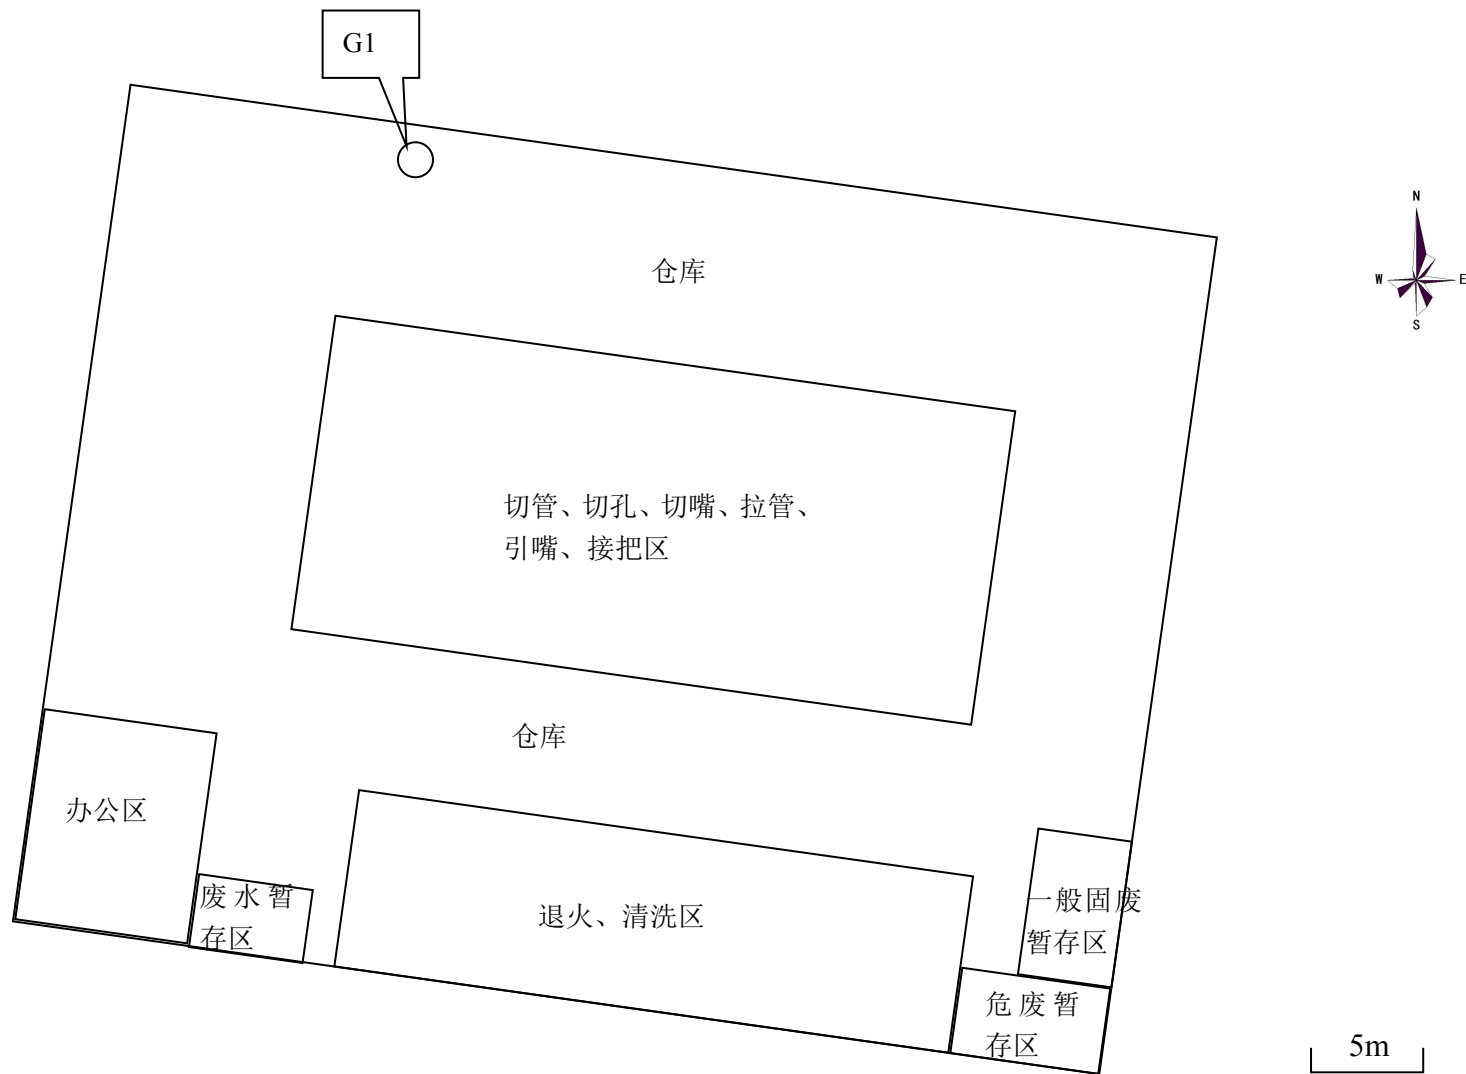 G1
N
W
E
S
仓库
切管、切孔、切嘴、拉管、
引嘴、接把区
仓库
办公区
废水暂
存区
退火、清洗区
一般固废
暂存区
危废暂
存区
5m